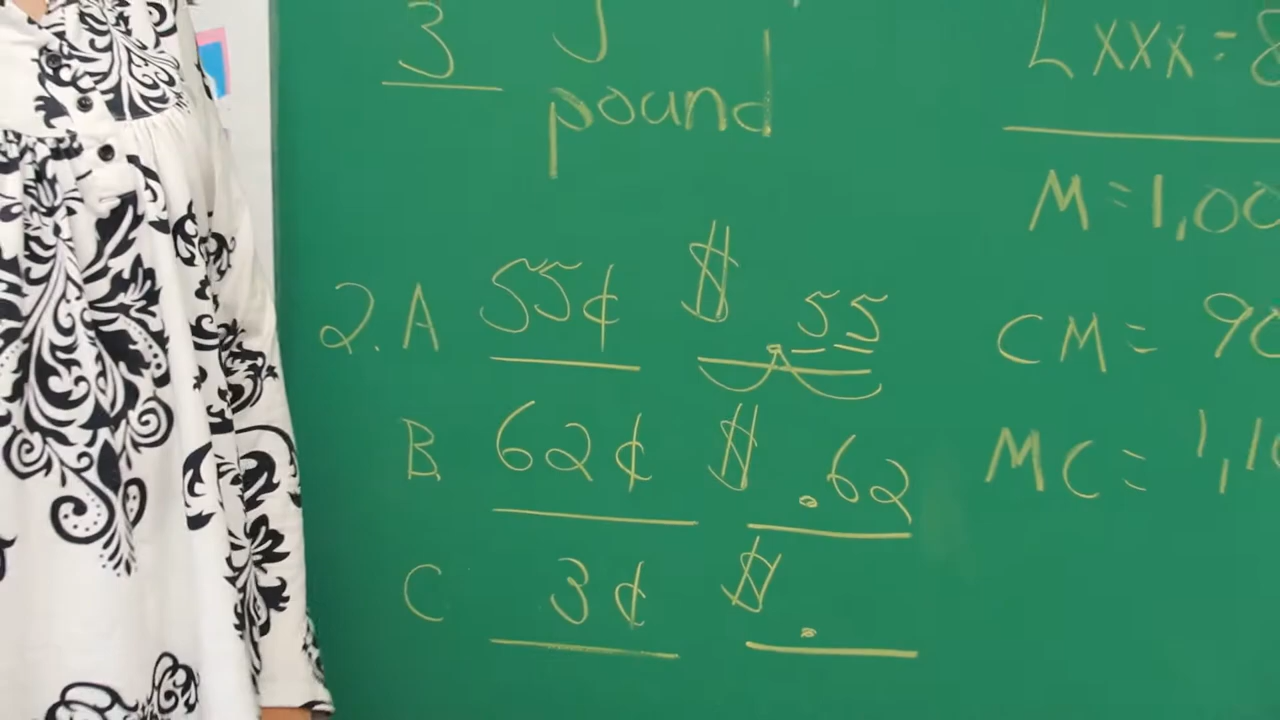 3
pound
2. A 55¢ $ .55
B 62¢ $ .62
C 3¢ $ .
LXXX = 8
M = 1,00
CM = 90
MC = 1,10